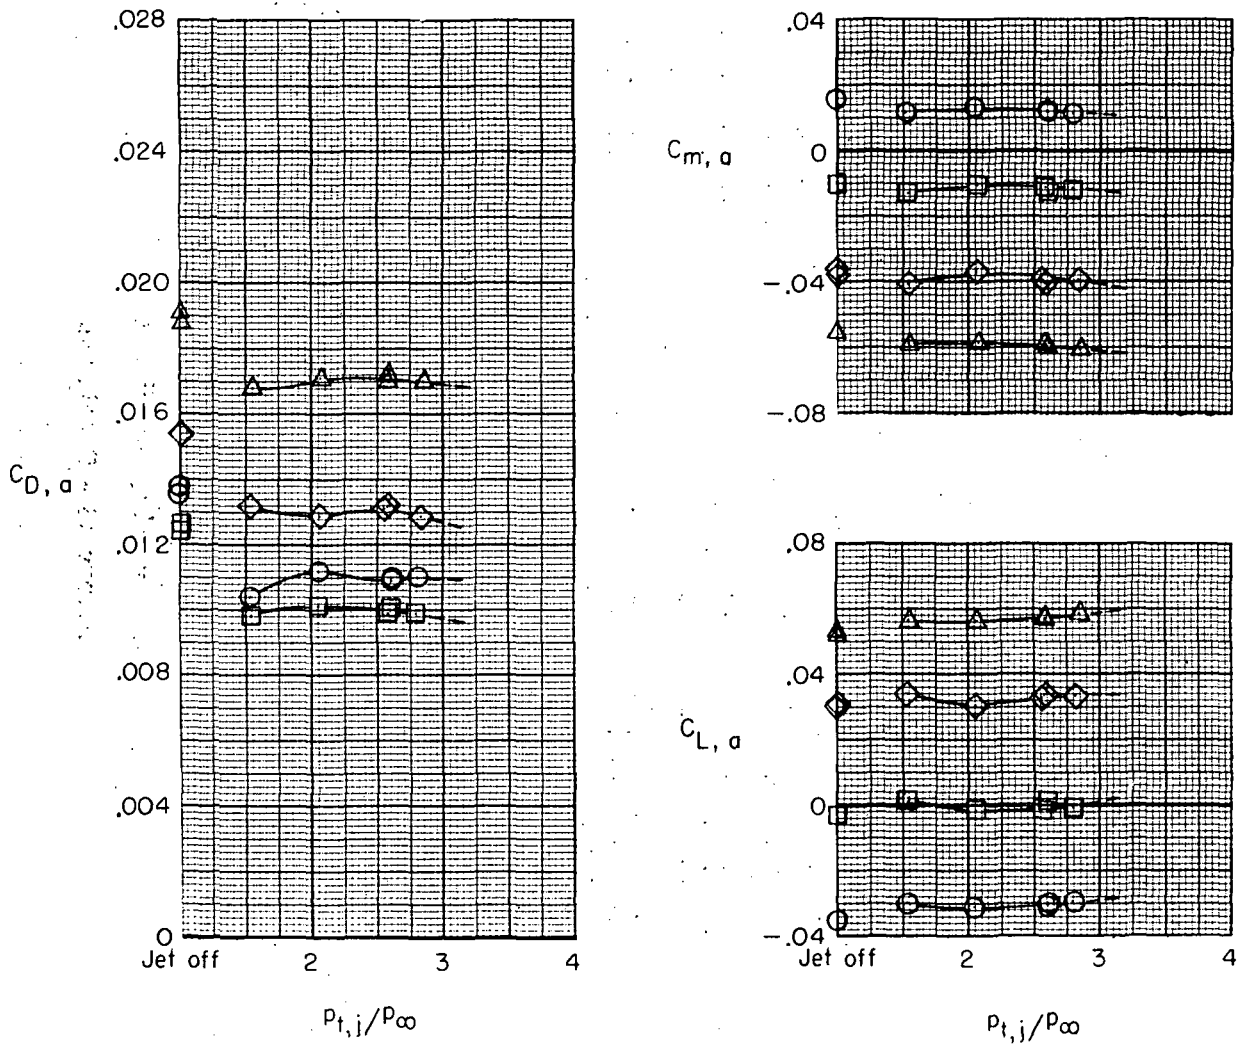 .028
.024
.020
.016
.012
.008
.004
0
C_D, a
Jet off 2 3 4
p_t,j/p_∞
.04
0
-.04
-.08
C_m, a
.08
.04
0
-.04
C_L, a
Jet off 2 3 4
p_t,j/p_∞